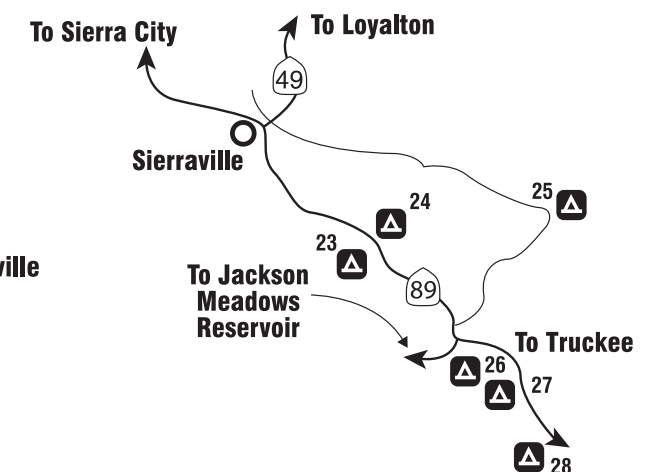 To Sierra City
To Loyalton
49
Sierraville
25
24
23
ville
To Jackson
Meadows
Reservoir
89
To Truckee
26
27
28